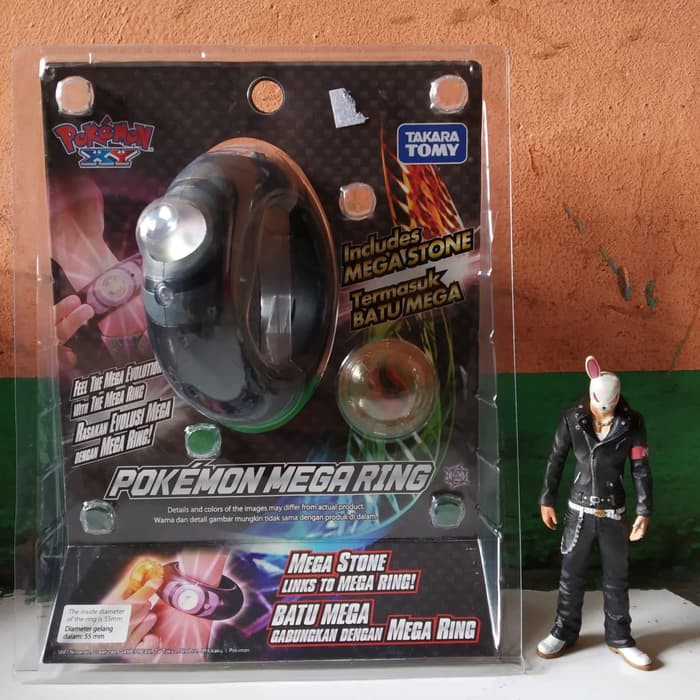 POKÉMON
XY
TAKARA
TOMY
Includes
MEGA STONE
Termasuk
BATU MEGA
FEEL THE MEGA EVOLUTION
WITH THE MEGA RING
RASAKAN EVOLUSI MEGA
DENGAN MEGA RING!
POKÉMON MEGA RING
Details and colors of the images may differ from actual product.
Warna dan detail gambar mungkin tidak sama dengan produk di dalam.
MEGA STONE
LINKS TO MEGA RING!
BATU MEGA
GABUNGKAN DENGAN MEGA RING
The inside diameter
of the ring is 55mm
Diameter gelang
dalam: 55 mm